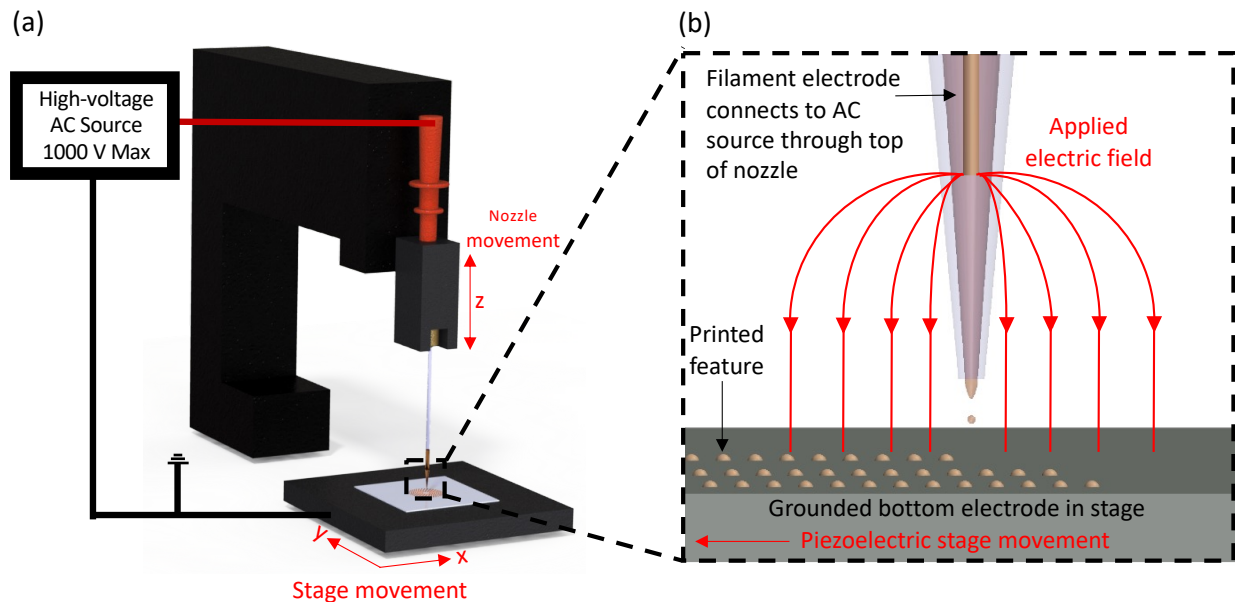 (a)
High-voltage
AC Source
1000 V Max
Nozzle
movement
z
y
x
Stage movement
(b)
Filament electrode
connects to AC
source through top
of nozzle
Applied
electric field
Printed
feature
Grounded bottom electrode in stage
Piezoelectric stage movement